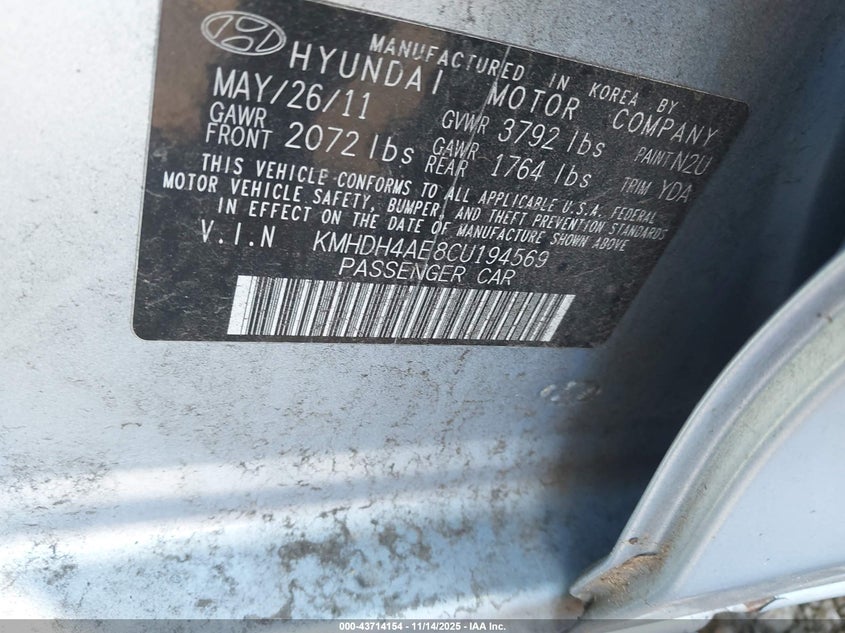 MANUFACTURED IN KOREA BY
HYUNDAI MOTOR COMPANY
MAY/26/11 GVWR 3792 lbs PAINT N2U
GAWR FRONT 2072 lbs GAWR REAR 1764 lbs TRIM YDA
THIS VEHICLE CONFORMS TO ALL APPLICABLE U.S.A. FEDERAL
MOTOR VEHICLE SAFETY, BUMPER, AND THEFT PREVENTION STANDARDS
IN EFFECT ON THE DATE OF MANUFACTURE SHOWN ABOVE
V.I.N KMHDH4AE8CU194569
PASSENGER CAR
000-43714154 - 11/14/2025 - IAA Inc.